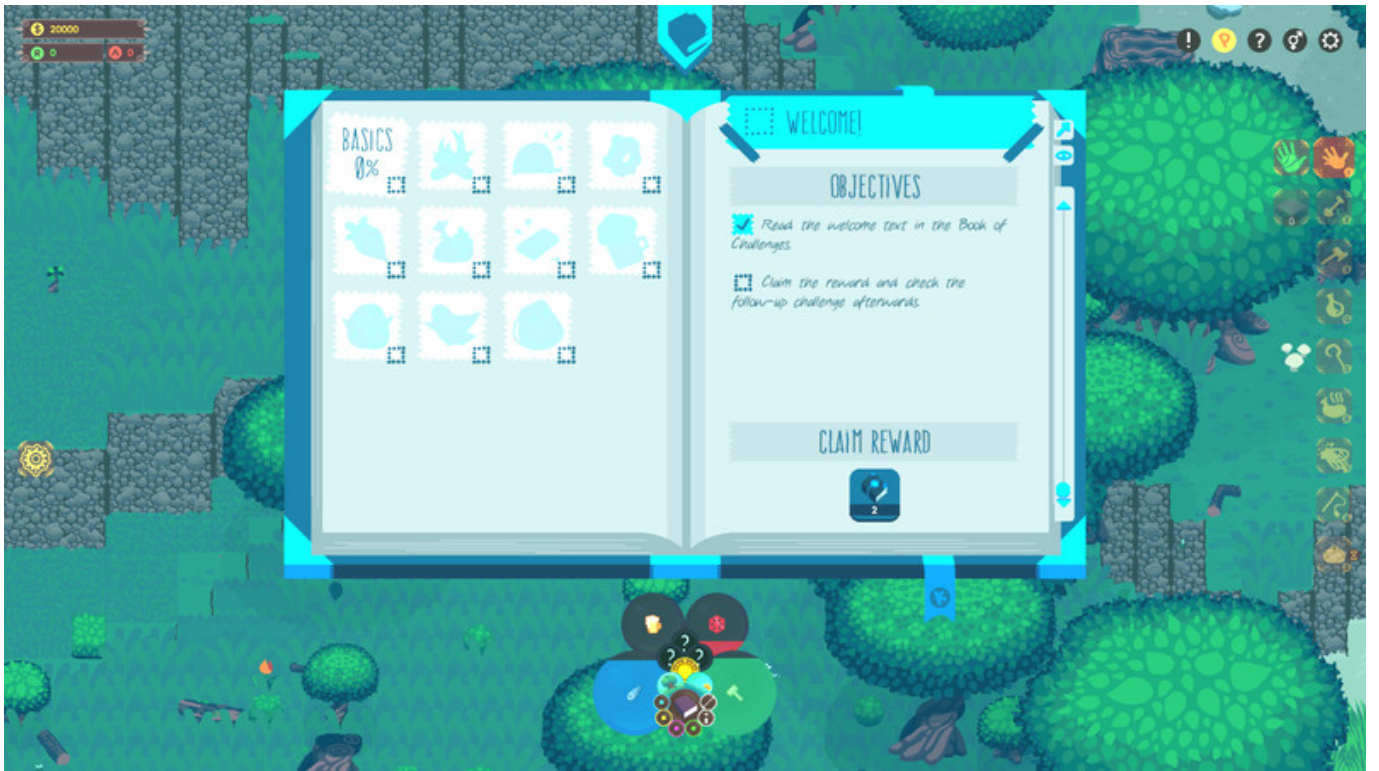 20000
R 0
A 0
! ? ?
BASICS
0%
WELCOME!
OBJECTIVES
Read the welcome text in the Book of
Challenges.
Claim the reward and check the
follow-up challenge afterwards.
CLAIM REWARD
2
?
? ?